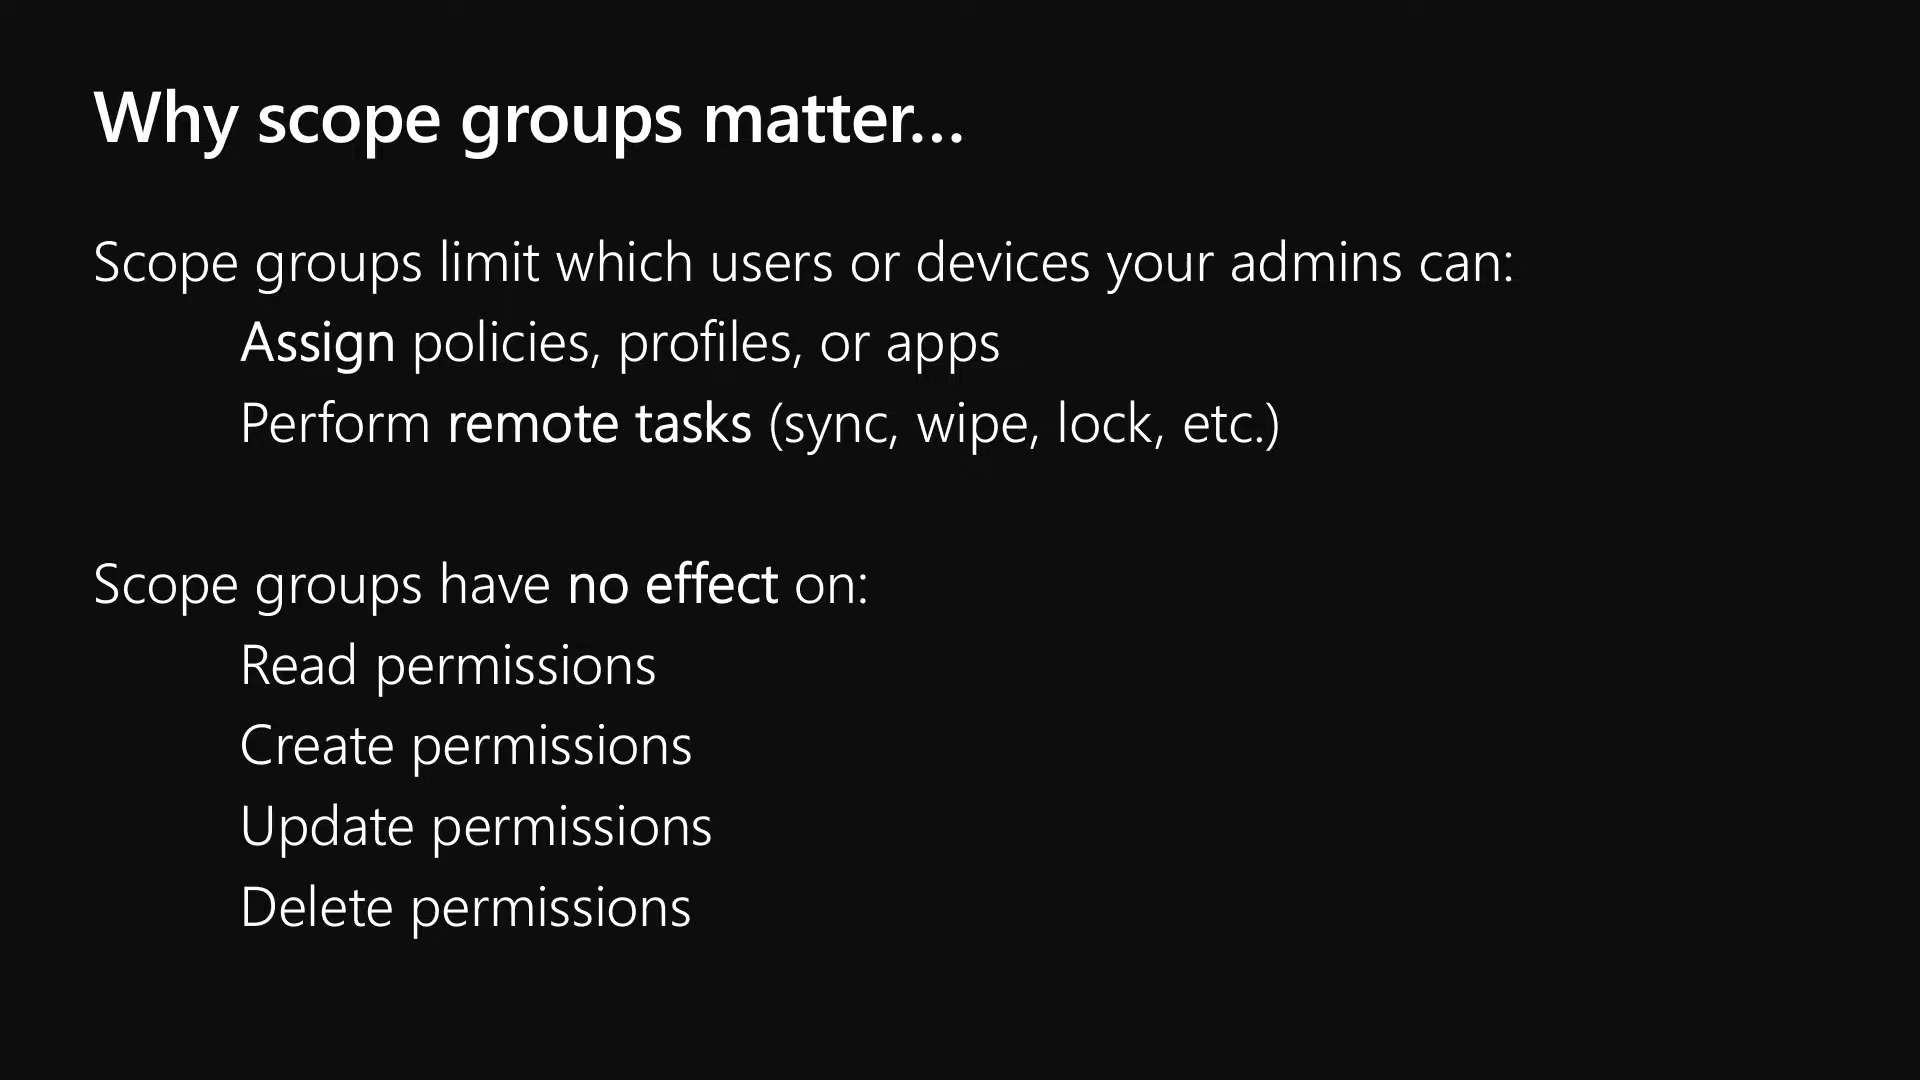 Why scope groups matter...
Scope groups limit which users or devices your admins can:
Assign policies, profiles, or apps
Perform remote tasks (sync, wipe, lock, etc.)
Scope groups have no effect on:
Read permissions
Create permissions
Update permissions
Delete permissions